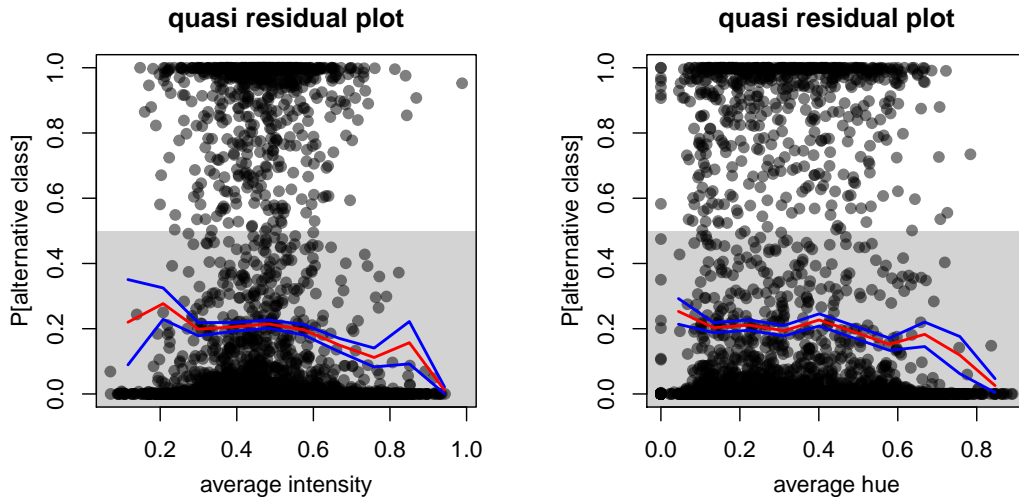 quasi residual plot
P[alternative class]
1.0
0.8
0.6
0.4
0.2
0.0
0.2 0.4 0.6 0.8 1.0
average intensity
quasi residual plot
P[alternative class]
1.0
0.8
0.6
0.4
0.2
0.0
0.0 0.2 0.4 0.6 0.8
average hue